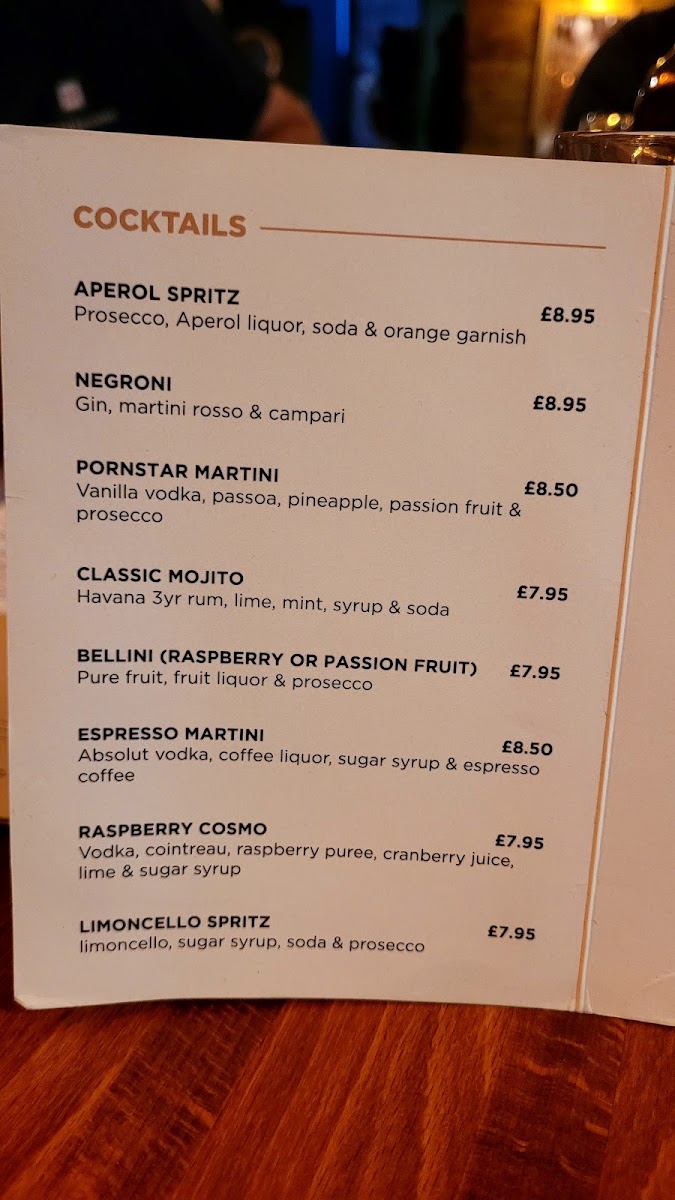 COCKTAILS
APEROL SPRITZ £8.95
Prosecco, Aperol liquor, soda & orange garnish
NEGRONI £8.95
Gin, martini rosso & campari
PORNSTAR MARTINI £8.50
Vanilla vodka, passoa, pineapple, passion fruit &
prosecco
CLASSIC MOJITO £7.95
Havana 3yr rum, lime, mint, syrup & soda
BELLINI (RASPBERRY OR PASSION FRUIT) £7.95
Pure fruit, fruit liquor & prosecco
ESPRESSO MARTINI £8.50
Absolut vodka, coffee liquor, sugar syrup & espresso
coffee
RASPBERRY COSMO £7.95
Vodka, cointreau, raspberry puree, cranberry juice,
lime & sugar syrup
LIMONCELLO SPRITZ £7.95
limoncello, sugar syrup, soda & prosecco